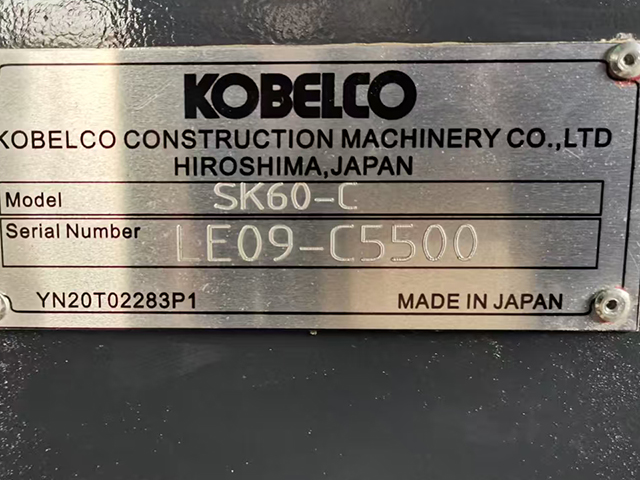 KOBELCO
KOBELCO CONSTRUCTION MACHINERY CO.,LTD
HIROSHIMA,JAPAN
Model SK60-C
Serial Number LE09-C5500
YN20T02283P1 MADE IN JAPAN